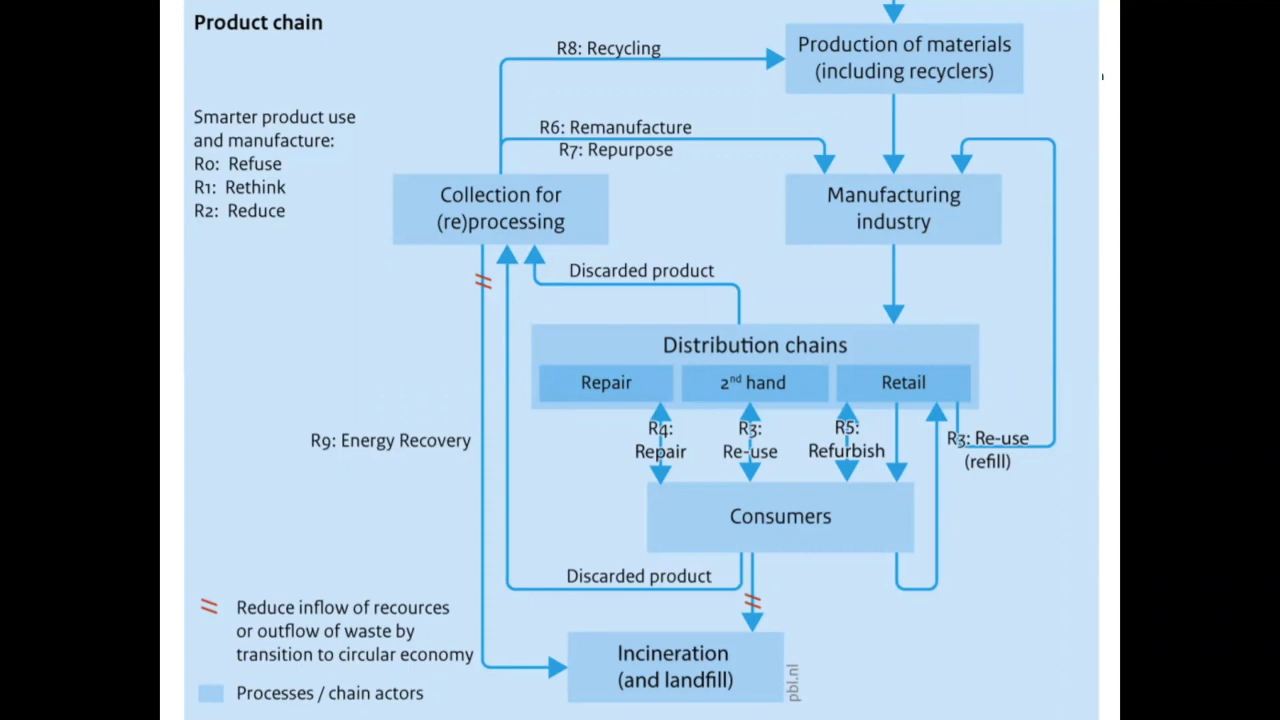 Product chain
R8: Recycling
Production of materials
(including recyclers)
Smarter product use
and manufacture:
R0: Refuse
R1: Rethink
R2: Reduce
R6: Remanufacture
R7: Repurpose
Collection for
(re)processing
Manufacturing
industry
Discarded product
Distribution chains
Repair
2nd hand
Retail
R9: Energy Recovery
R4:
Repair
R3:
Re-use
R5:
Refurbish
R3: Re-use
(refill)
Consumers
Discarded product
Reduce inflow of recources
or outflow of waste by
transition to circular economy
Processes / chain actors
Incineration
(and landfill)
pbl.nl